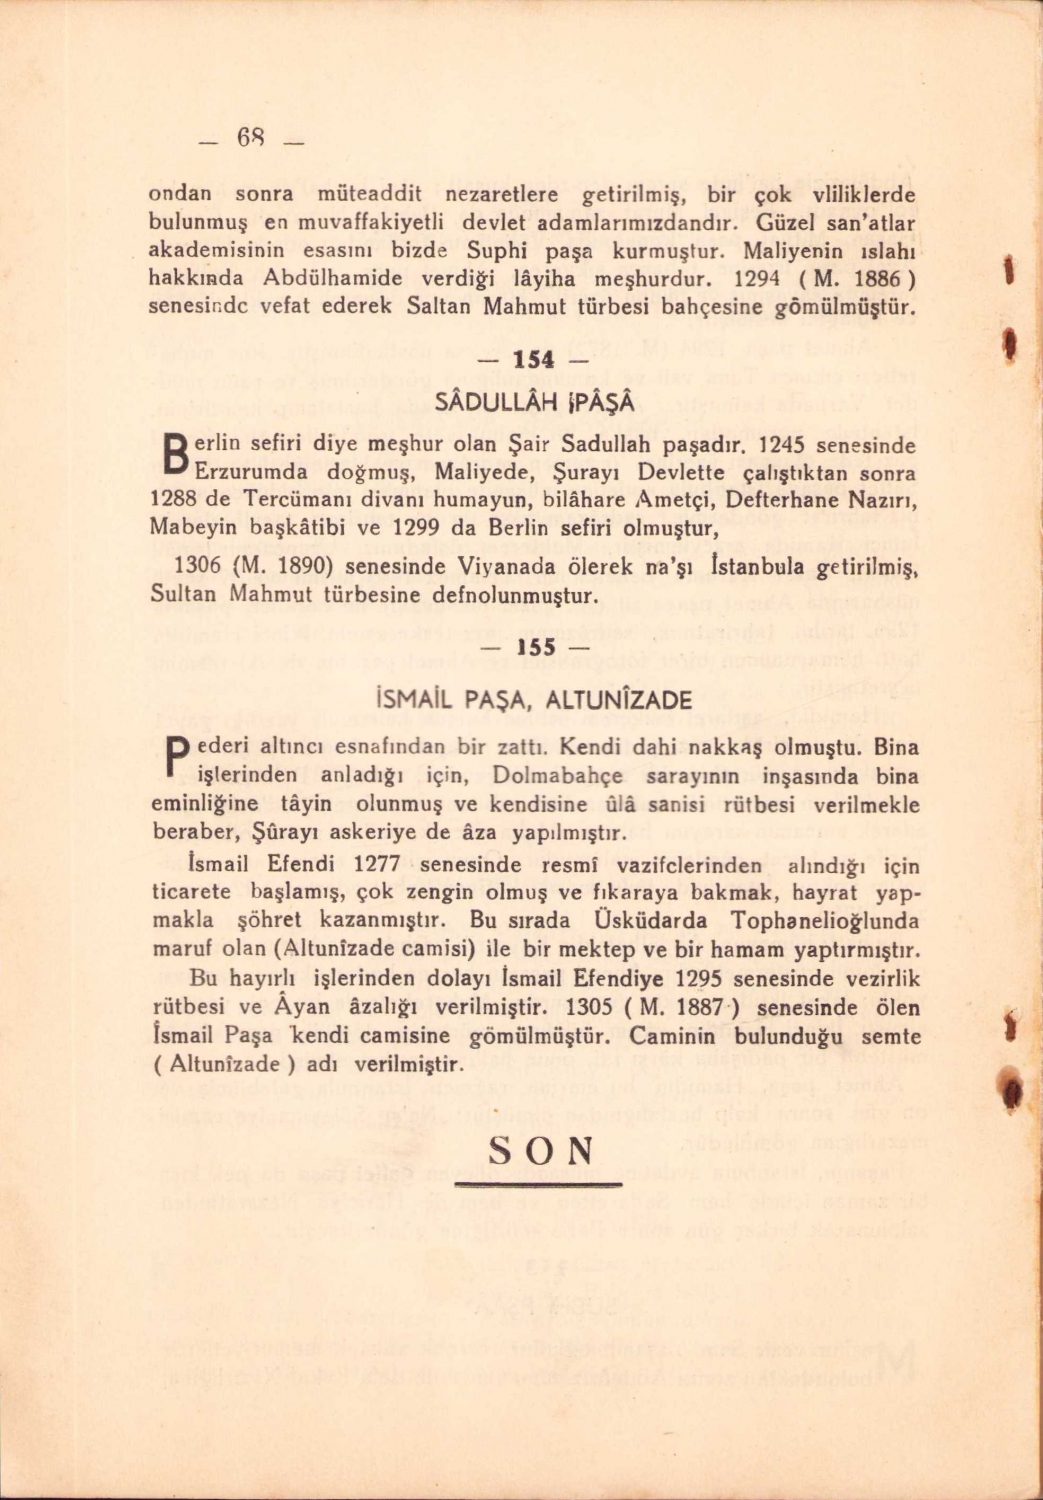 — 68 —
ondan sonra müteaddit nezaretlere getirilmiş, bir çok vliliklerde
bulunmuş en muvaffakiyetli devlet adamlarımızdandır. Güzel san'atlar
akademisinin esasını bizde Suphi paşa kurmuştur. Maliyenin ıslahı
hakkında Abdülhamide verdiği lâyiha meşhurdur. 1294 ( M. 1886 )
senesinde vefat ederek Saltan Mahmut türbesi bahçesine gömülmüştür.
— 154 —
SÂDULLÂH PÂŞÂ
Berlin sefiri diye meşhur olan Şair Sadullah paşadır. 1245 senesinde
Erzurumda doğmuş, Maliyede, Şurayı Devlette çalıştıktan sonra
1288 de Tercümanı divanı humayun, bilâhare Ametçi, Defterhane Nazırı,
Mabeyin başkâtibi ve 1299 da Berlin sefiri olmuştur,
1306 (M. 1890) senesinde Viyanada ölerek na'şı İstanbula getirilmiş,
Sultan Mahmut türbesine defnolunmuştur.
— 155 —
İSMAİL PAŞA, ALTUNÎZADE
Pederi altıncı esnafından bir zattı. Kendi dahi nakkaş olmuştu. Bina
işlerinden anladığı için, Dolmabahçe sarayının inşasında bina
eminliğine tâyin olunmuş ve kendisine ûlâ sanisi rütbesi verilmekle
beraber, Şûrayı askeriye de âza yapılmıştır.
İsmail Efendi 1277 senesinde resmî vazifelerinden alındığı için
ticarete başlamış, çok zengin olmuş ve fıkaraya bakmak, hayrat yap-
makla şöhret kazanmıştır. Bu sırada Üsküdarda Tophanelioğlunda
maruf olan (Altunîzade camisi) ile bir mektep ve bir hamam yaptırmıştır.
Bu hayırlı işlerinden dolayı İsmail Efendiye 1295 senesinde vezirlik
rütbesi ve Âyan âzalığı verilmiştir. 1305 ( M. 1887 ) senesinde ölen
İsmail Paşa kendi camisine gömülmüştür. Caminin bulunduğu semte
( Altunîzade ) adı verilmiştir.
SON